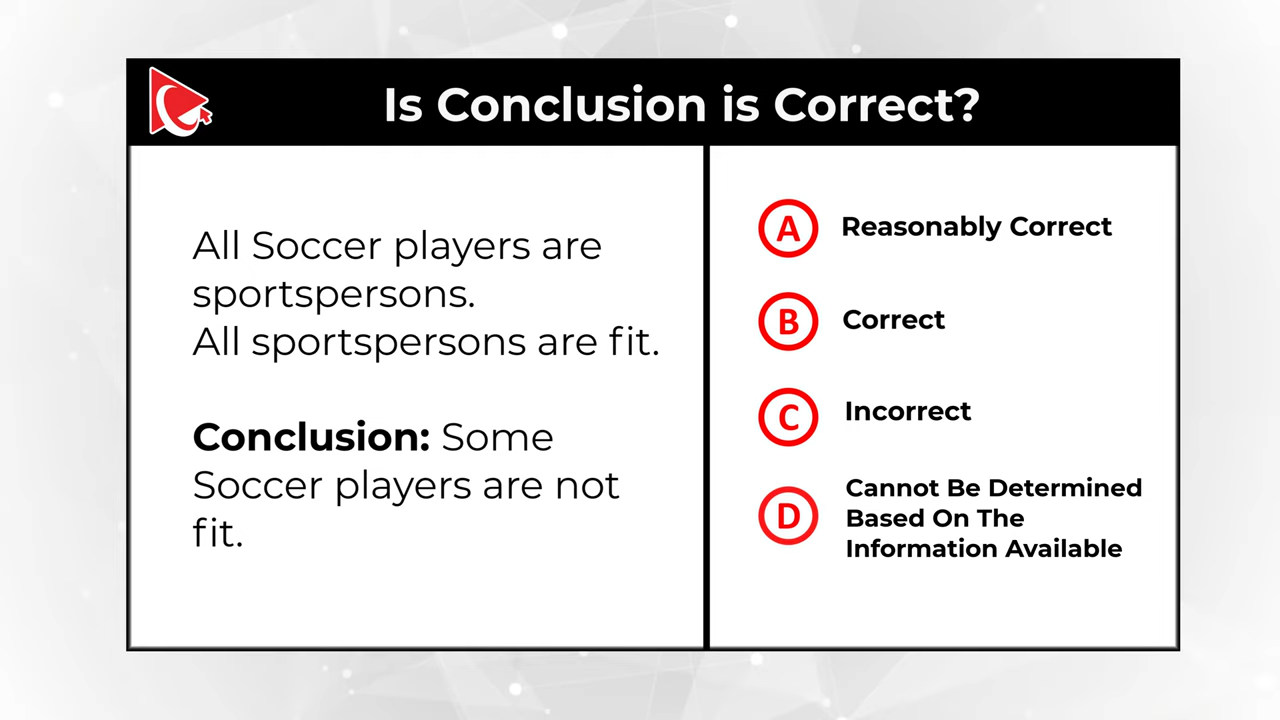 Is Conclusion is Correct?
All Soccer players are
sportspersons.
All sportspersons are fit.
Conclusion: Some
Soccer players are not
fit.
A Reasonably Correct
B Correct
C Incorrect
D Cannot Be Determined
Based On The
Information Available